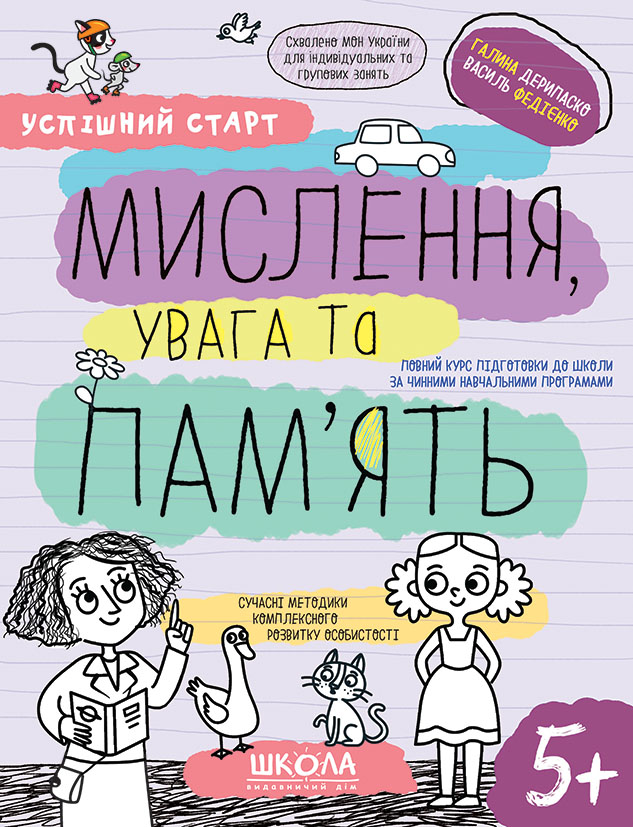 Схвалено МОН України
для індивідуальних та
групових занять
ГАЛИНА ДЕРИПАСКО
ВАСИЛЬ ФЕДІЄНКО
УСПІШНИЙ СТАРТ
МИСЛЕННЯ,
УВАГА ТА
ПОВНИЙ КУРС ПІДГОТОВКИ ДО ШКОЛИ
ЗА ЧИННИМИ НАВЧАЛЬНИМИ ПРОГРАМАМИ
ПАМ'ЯТЬ
СУЧАСНІ МЕТОДИКИ
КОМПЛЕКСНОГО
РОЗВИТКУ ОСОБИСТОСТІ
5+
ШКОЛА
видавничий дім